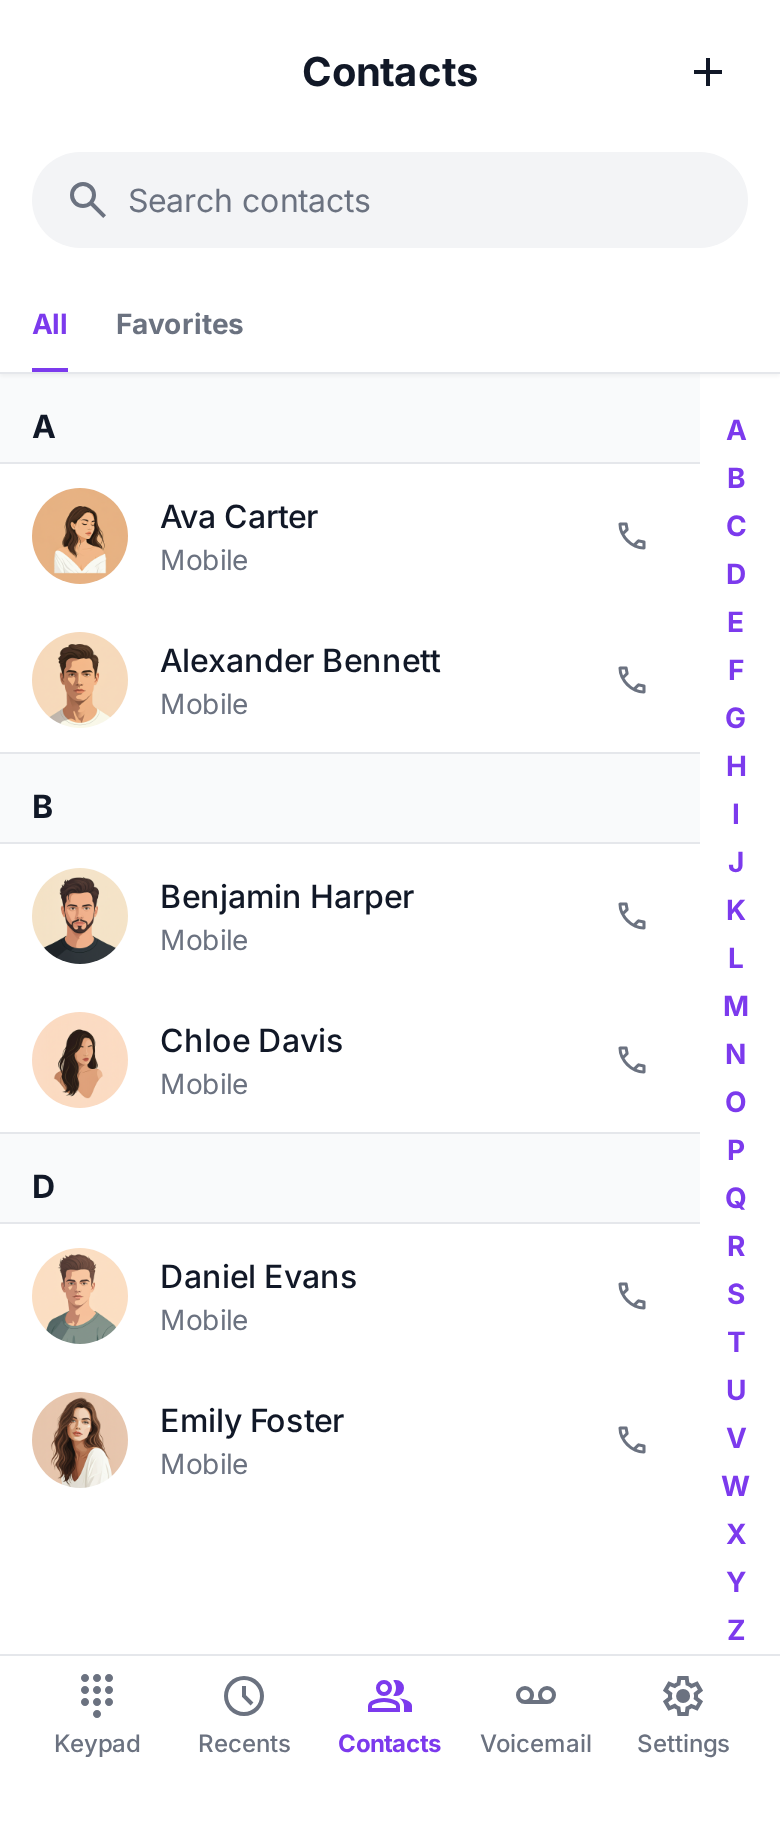 Contacts
Search contacts
All Favorites
A
Ava Carter
Mobile
Alexander Bennett
Mobile
B
Benjamin Harper
Mobile
Chloe Davis
Mobile
D
Daniel Evans
Mobile
Emily Foster
Mobile
A
B
C
D
E
F
G
H
I
J
K
L
M
N
O
P
Q
R
S
T
U
V
W
X
Y
Z
Keypad Recents Contacts Voicemail Settings